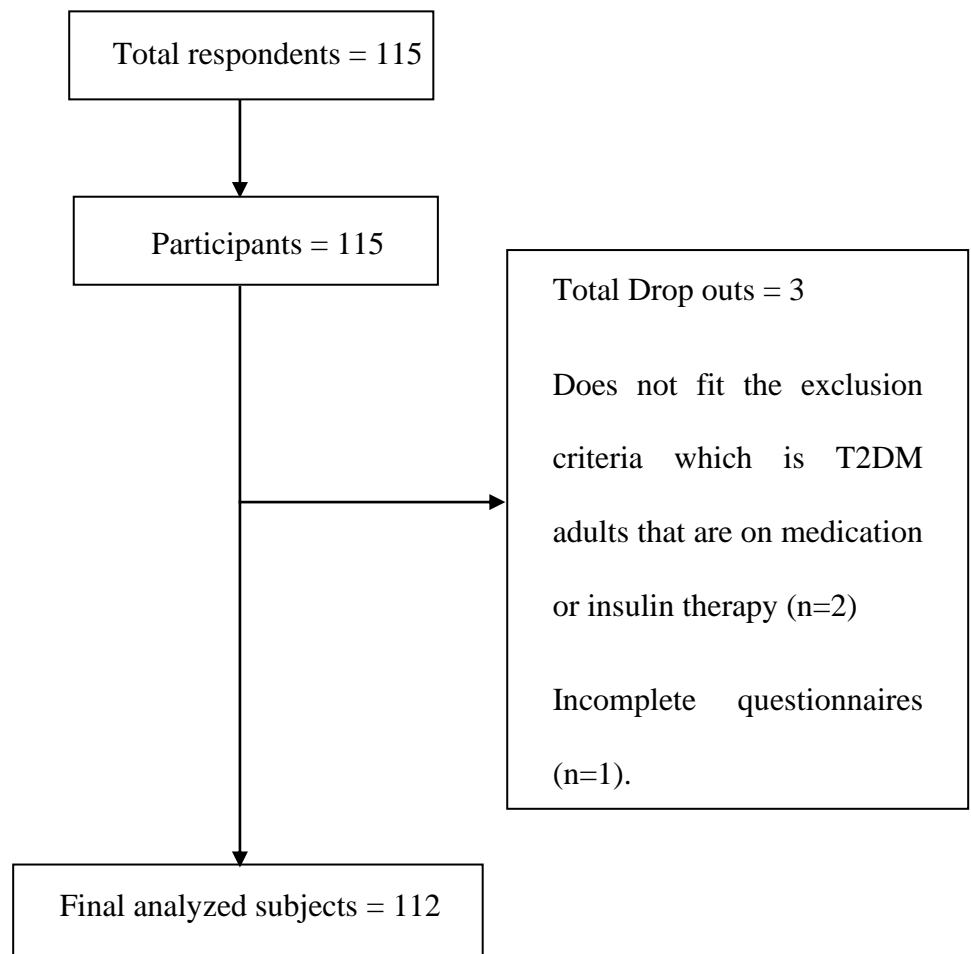 Total respondents = 115
Participants = 115
Total Drop outs = 3
Does not fit the exclusion
criteria which is T2DM
adults that are on medication
or insulin therapy (n=2)
Incomplete questionnaires
(n=1).
Final analyzed subjects = 112